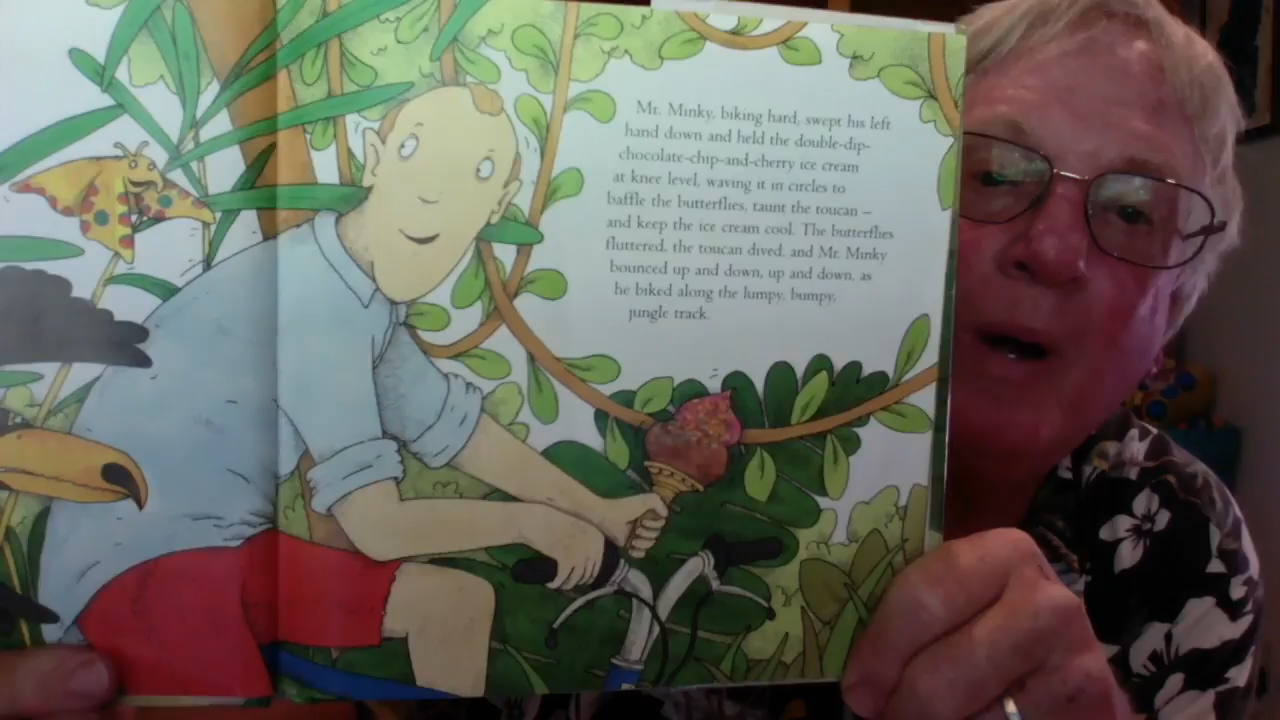 Mr. Minky, biking hard, swept his left
hand down and held the double-dip-
chocolate-chip-and-cherry ice cream
at knee level, waving it in circles to
baffle the butterflies, taunt the toucan –
and keep the ice cream cool. The butterflies
fluttered, the toucan dived, and Mr. Minky
bounced up and down, up and down, as
he biked along the lumpy, bumpy,
jungle track.